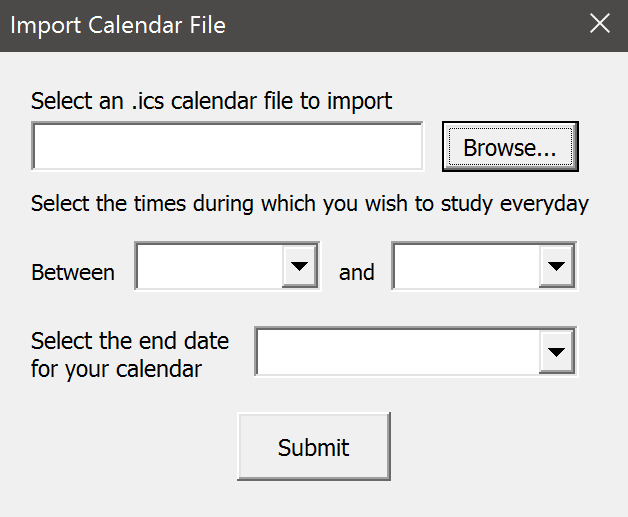 Import Calendar File
Select an .ics calendar file to import
Browse...
Select the times during which you wish to study everyday
Between and
Select the end date
for your calendar
Submit